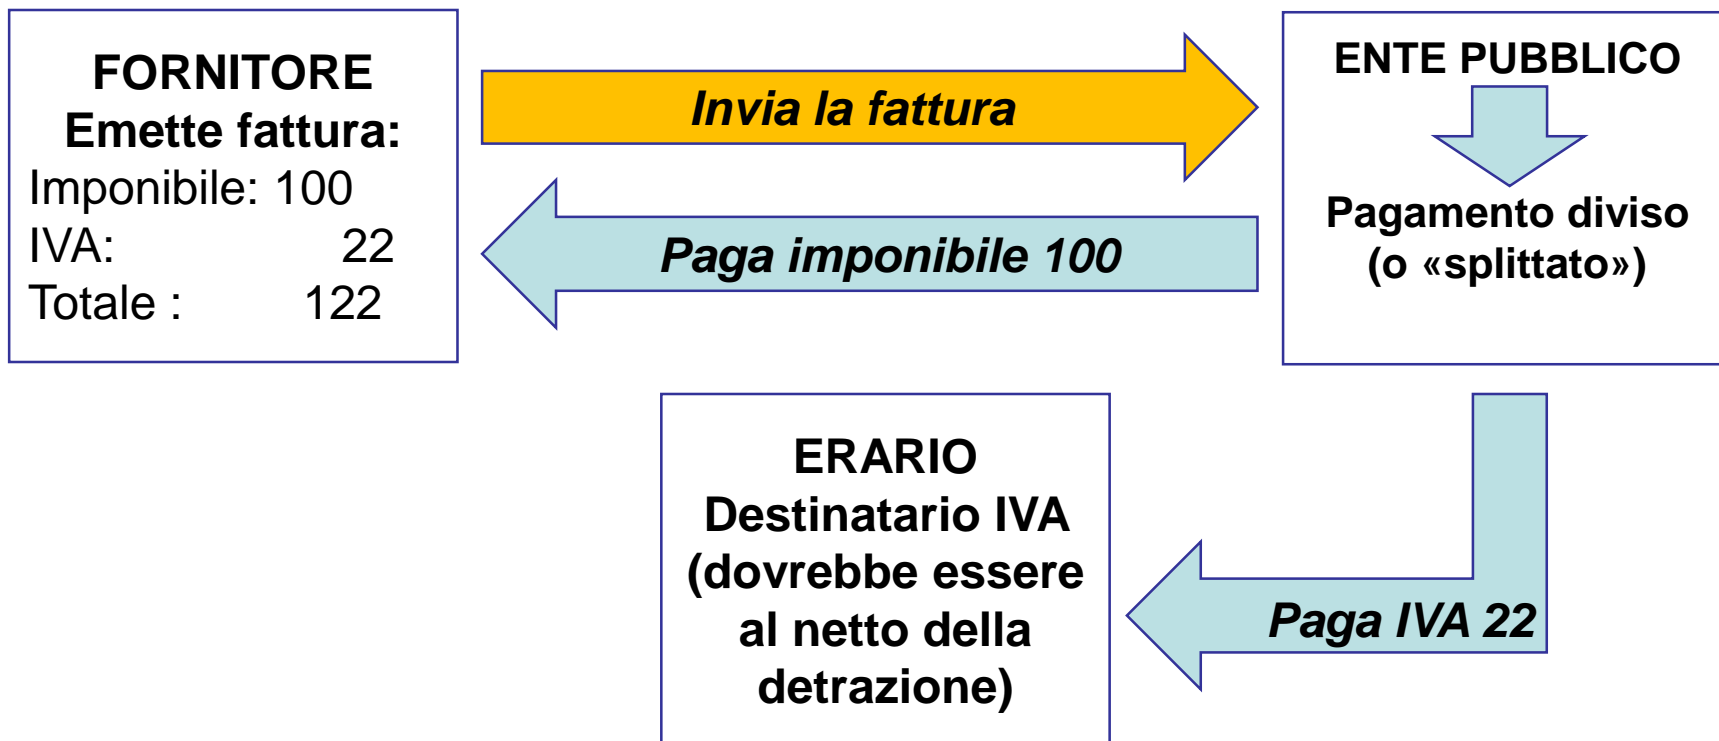 FORNITORE
Emette fattura:
Imponibile: 100
IVA: 22
Totale : 122
Invia la fattura
Paga imponibile 100
ENTE PUBBLICO
Pagamento diviso
(o «splittato»)
ERARIO
Destinatario IVA
(dovrebbe essere
al netto della
detrazione)
Paga IVA 22